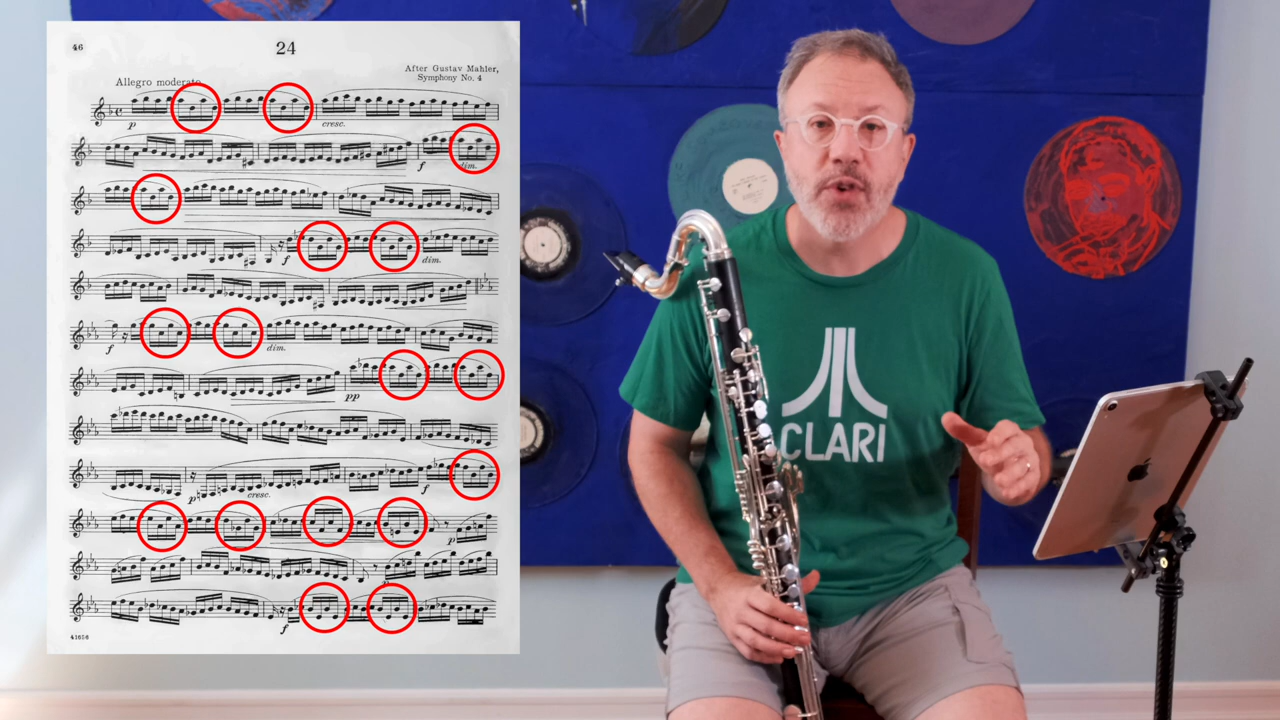 46
24
After Gustav Mahler,
Symphony No. 4
Allegro moderato
p
cresc.
f
dim.
f
dim.
f
dim.
pp
p
cresc.
f
p
p
f
41656
CLARI